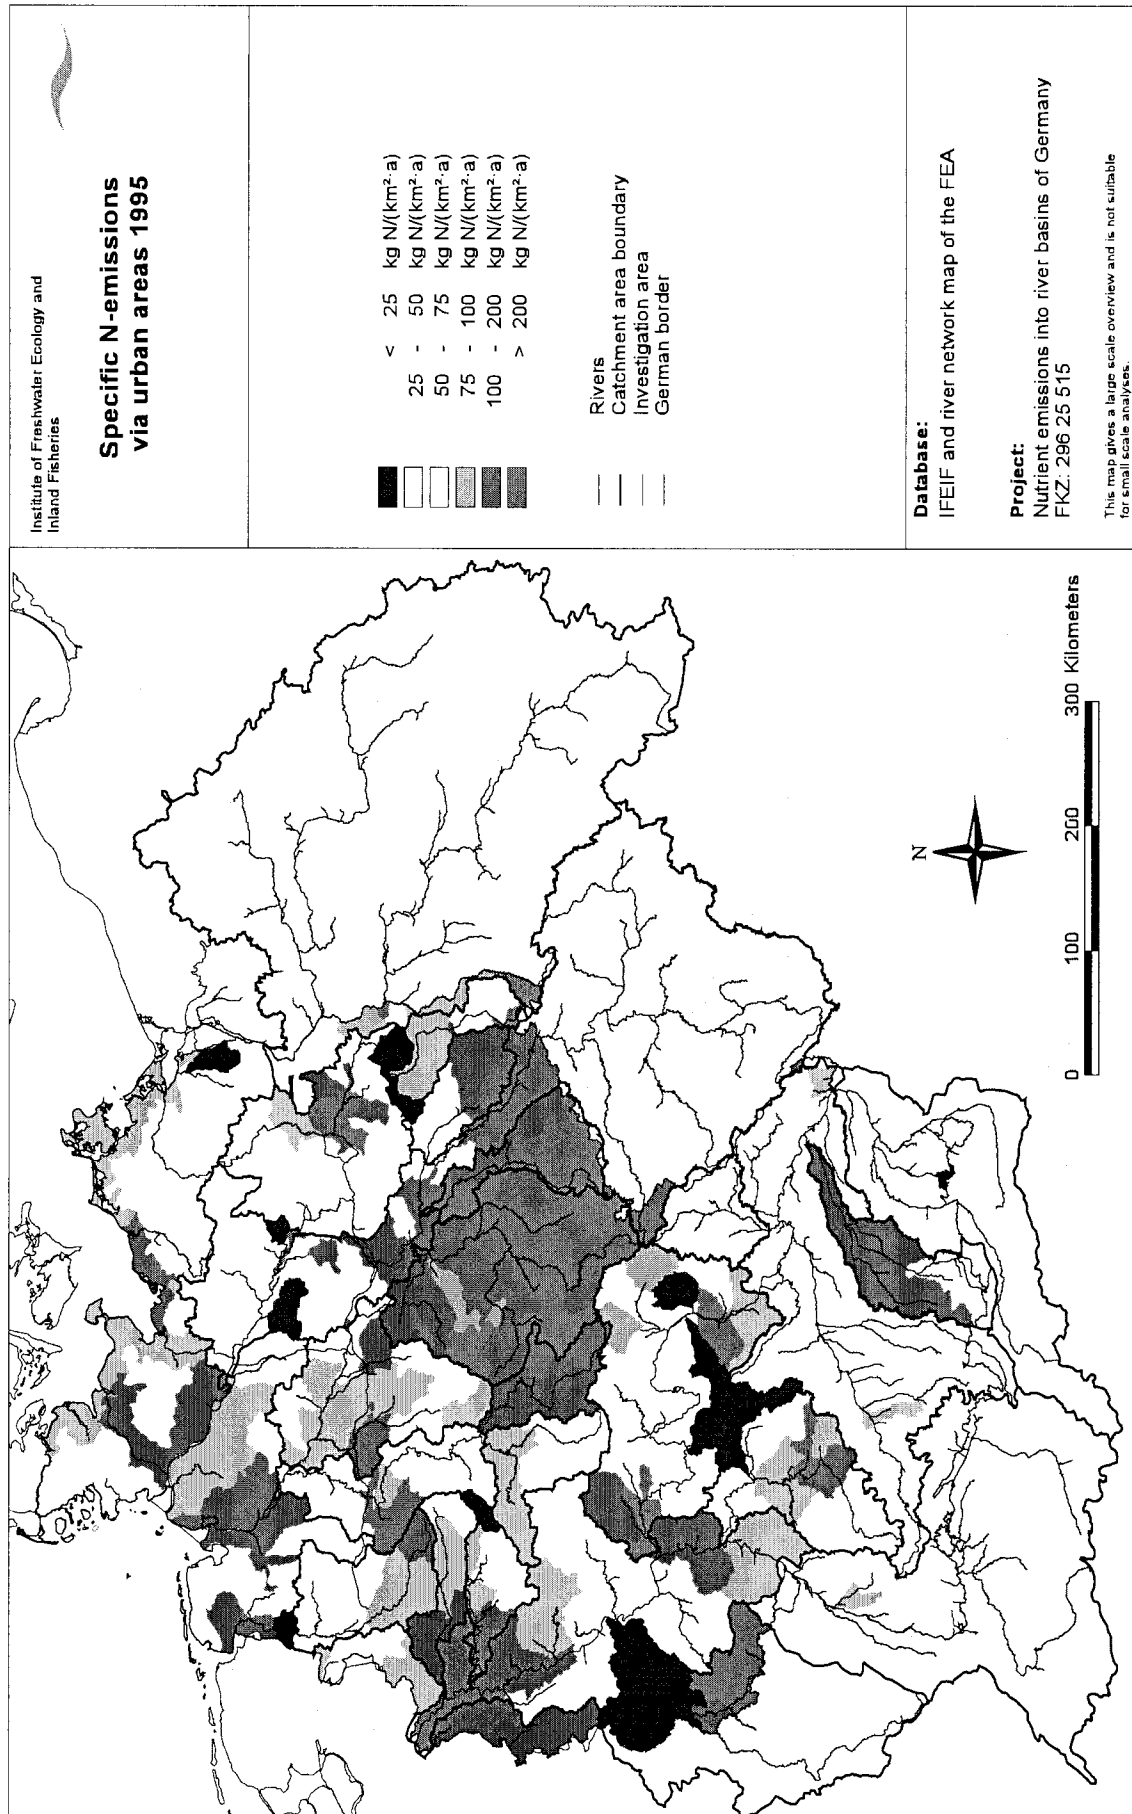 Institute of Freshwater Ecology and
Inland Fisheries
Specific N-emissions
via urban areas 1995
< 25 kg N/(km²·a)
25 - 50 kg N/(km²·a)
50 - 75 kg N/(km²·a)
75 - 100 kg N/(km²·a)
100 - 200 kg N/(km²·a)
> 200 kg N/(km²·a)
Rivers
Catchment area boundary
Investigation area
German border
Database:
IFEIF and river network map of the FEA
Project:
Nutrient emissions into river basins of Germany
FKZ: 296 25 515
This map gives a large scale overview and is not suitable
for small scale analyses.
N
0 100 200 300 Kilometers